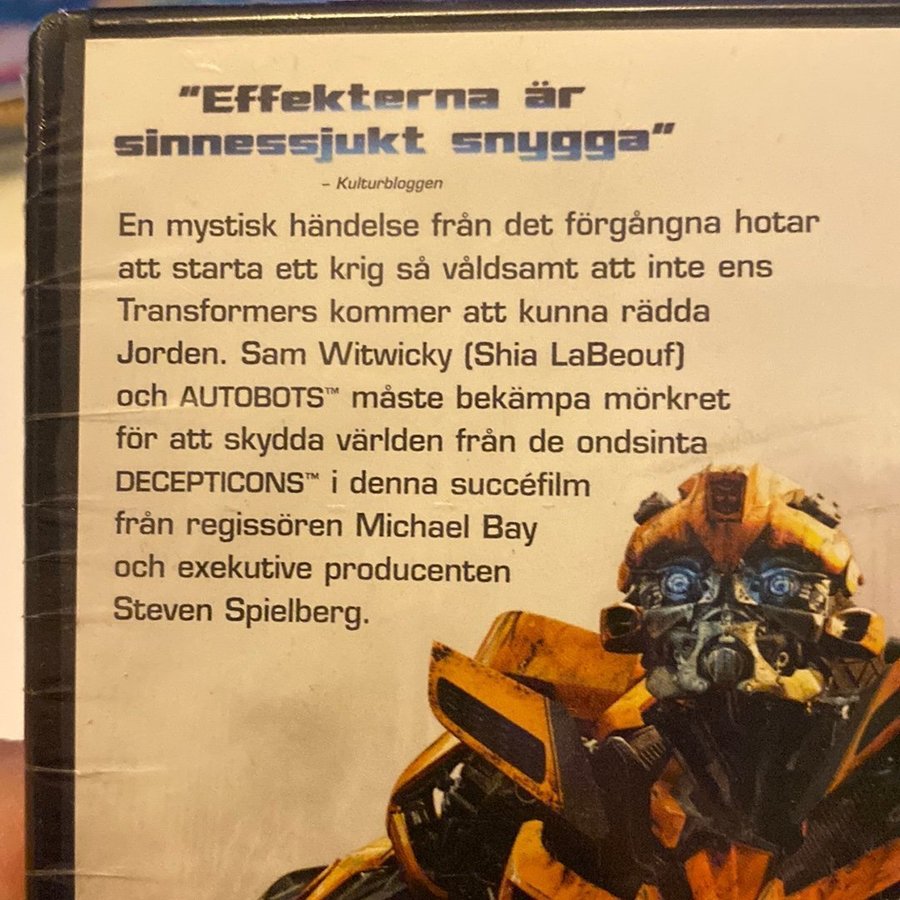 "Effekterna är
sinnessjukt snygga"
– Kulturbloggen
En mystisk händelse från det förgångna hotar
att starta ett krig så våldsamt att inte ens
Transformers kommer att kunna rädda
Jorden. Sam Witwicky (Shia LaBeouf)
och AUTOBOTS™ måste bekämpa mörkret
för att skydda världen från de ondsinta
DECEPTICONS™ i denna succéfilm
från regissören Michael Bay
och exekutive producenten
Steven Spielberg.